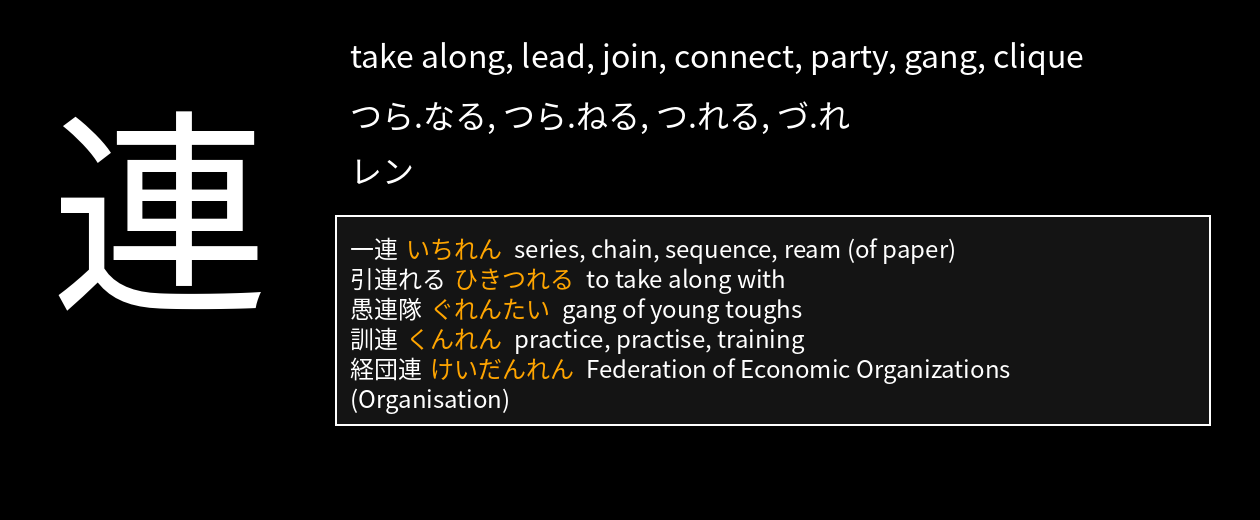 連
take along, lead, join, connect, party, gang, clique
つら.なる, つら.ねる, つ.れる, づ.れ
レン
一連 いちれん series, chain, sequence, ream (of paper)
引連れる ひきつれる to take along with
愚連隊 ぐれんたい gang of young toughs
訓連 くんれん practice, practise, training
経団連 けいだんれん Federation of Economic Organizations
(Organisation)